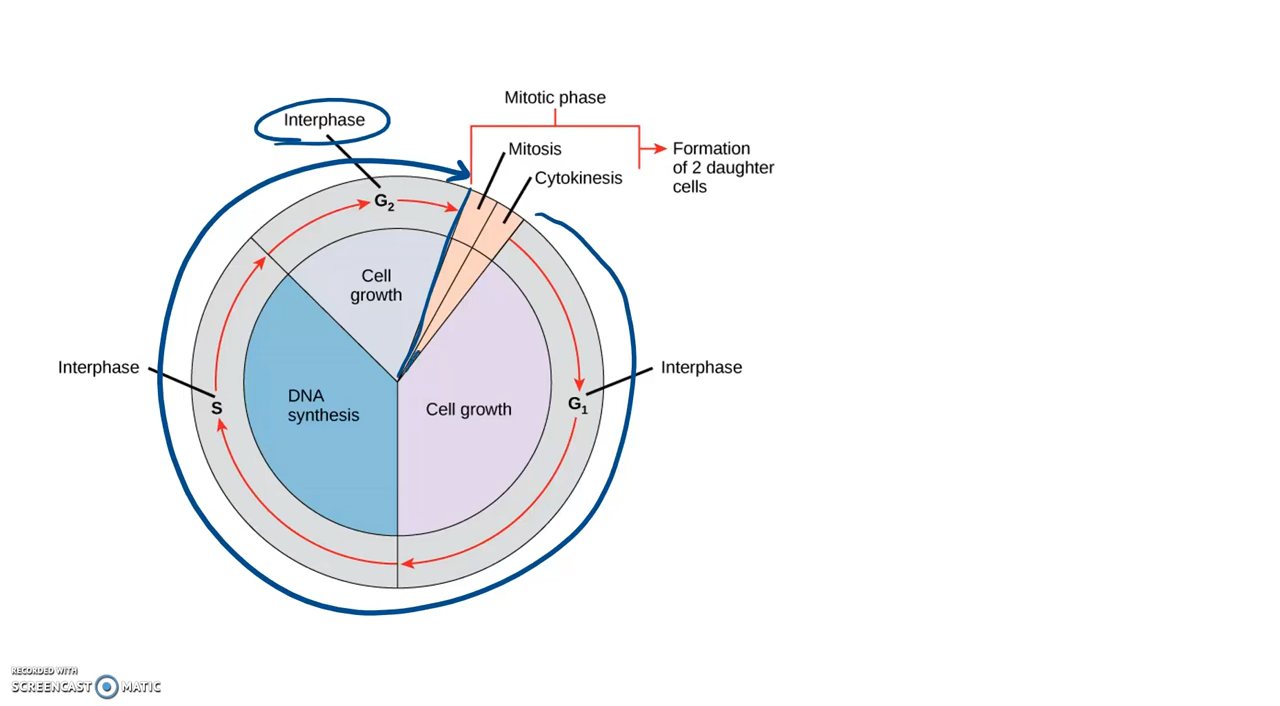 Mitotic phase
Interphase
Mitosis
Formation
of 2 daughter
cells
Cytokinesis
G₂
Cell
growth
Interphase
Interphase
S
DNA
synthesis
Cell growth
G₁
RECORDED WITH
SCREENCAST MATIC